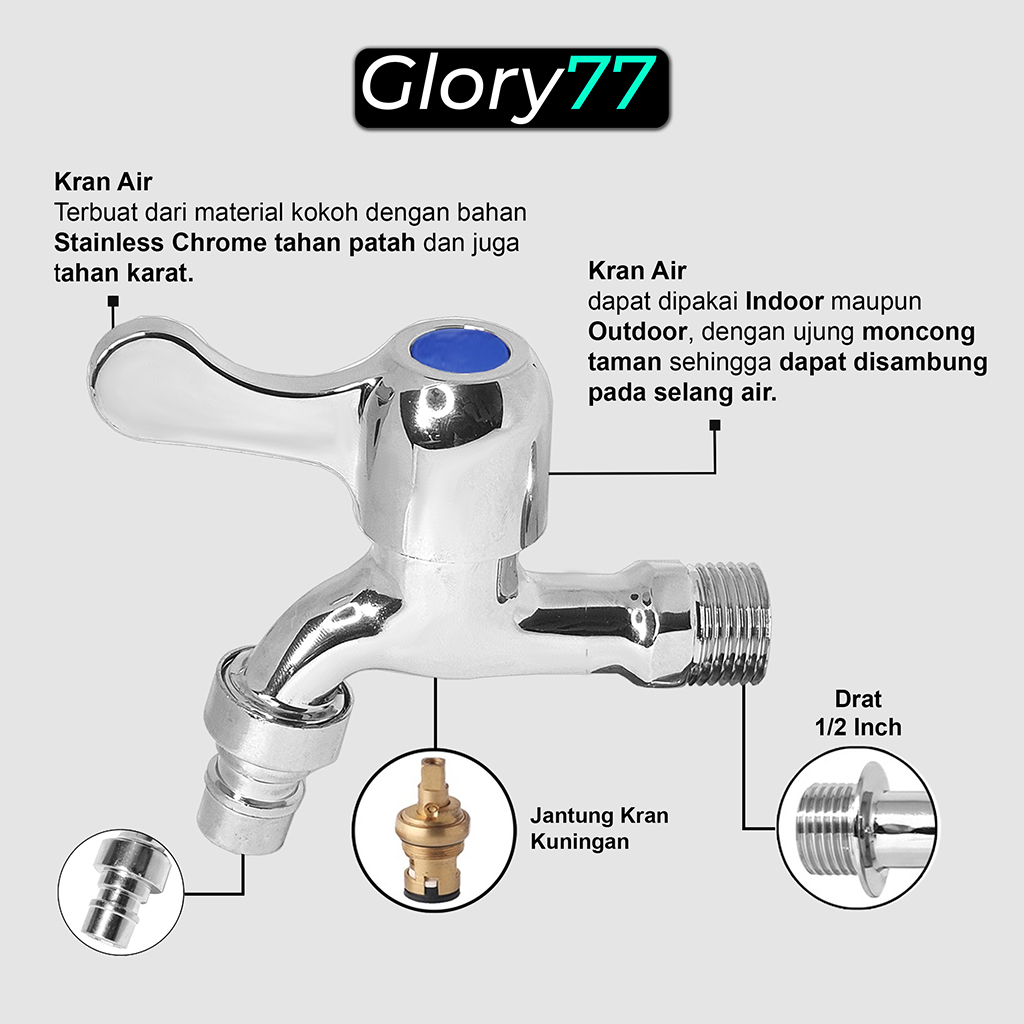 Glory77
Kran Air
Terbuat dari material kokoh dengan bahan
Stainless Chrome tahan patah dan juga
tahan karat.
Kran Air
dapat dipakai Indoor maupun
Outdoor, dengan ujung moncong
taman sehingga dapat disambung
pada selang air.
Drat
1/2 Inch
Jantung Kran
Kuningan